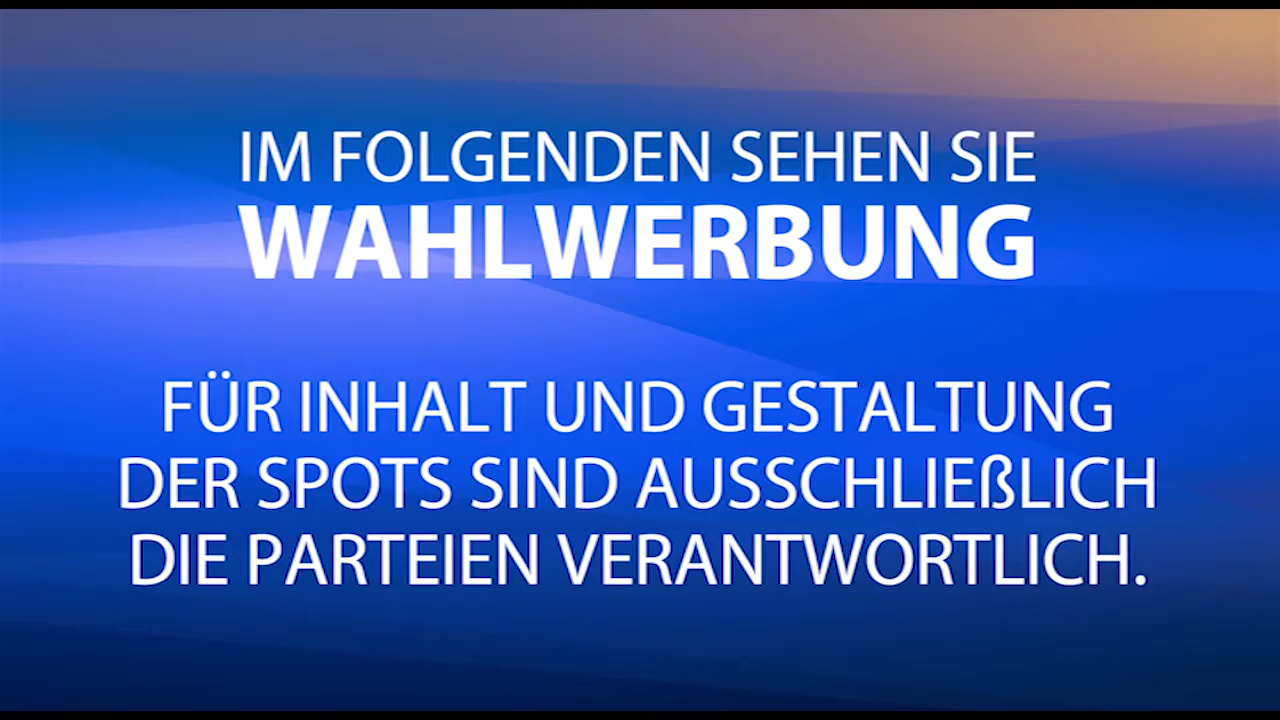 IM FOLGENDEN SEHEN SIE
WAHLWERBUNG
FÜR INHALT UND GESTALTUNG
DER SPOTS SIND AUSSCHLIEßLICH
DIE PARTEIEN VERANTWORTLICH.